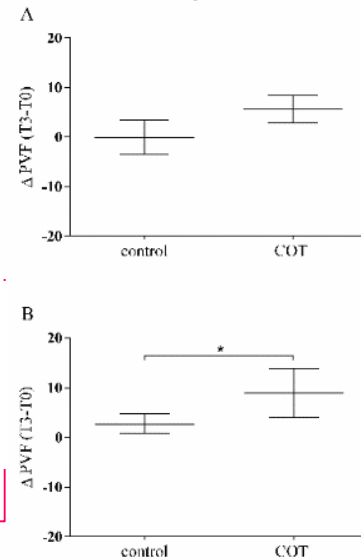 A
Δ PVF (T3-T0)
20
10
0
-10
-20
control
COT
B
*
Δ PVF (T3-T0)
20
10
0
-10
-20
control
COT